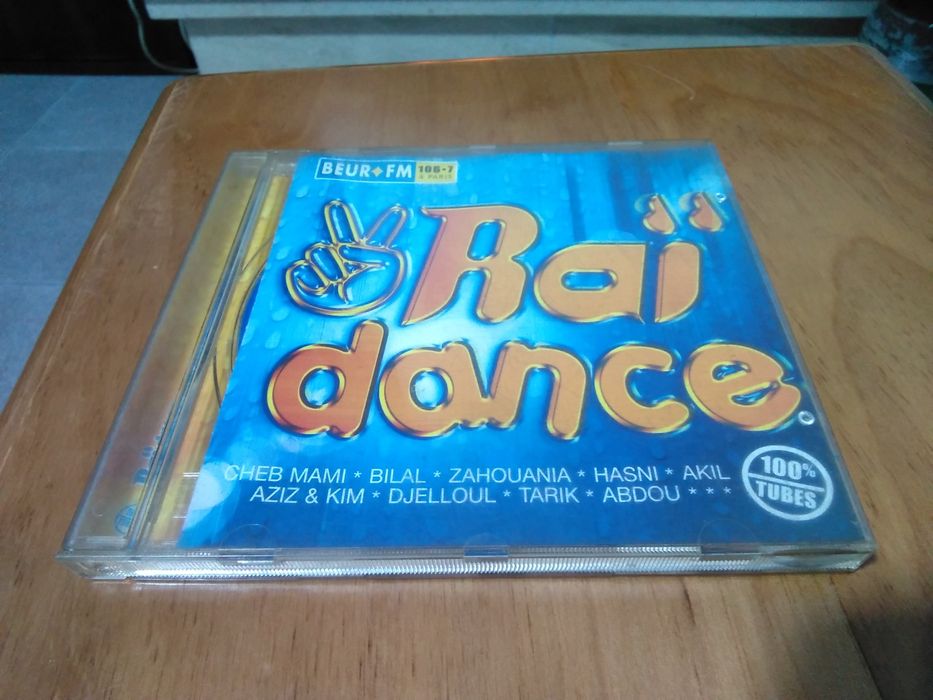 BEUR FM 106-7
À PARIS
Raï
dance
CHEB MAMI * BILAL * ZAHOUANIA * HASNI * AKIL
AZIZ & KIM * DJELLOUL * TARIK * ABDOU * * *
100%
TUBES